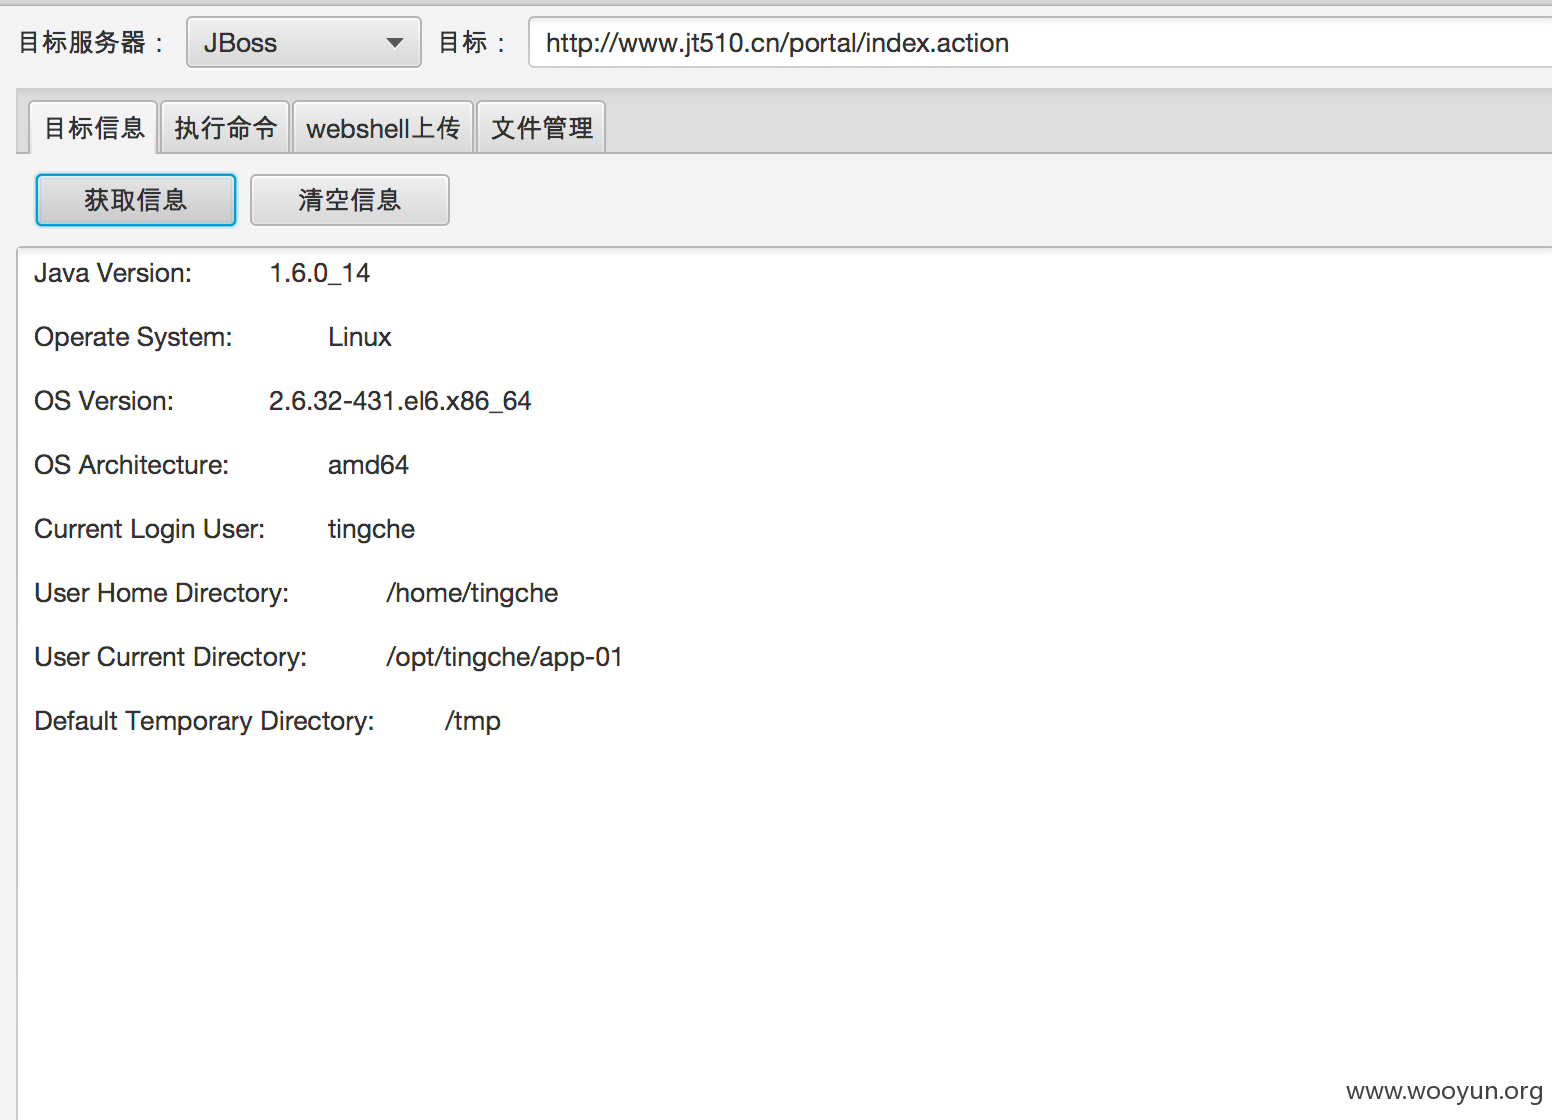 目标服务器： JBoss 目标： http://www.jt510.cn/portal/index.action
目标信息 执行命令 webshell上传 文件管理
获取信息 清空信息
Java Version: 1.6.0_14
Operate System: Linux
OS Version: 2.6.32-431.el6.x86_64
OS Architecture: amd64
Current Login User: tingche
User Home Directory: /home/tingche
User Current Directory: /opt/tingche/app-01
Default Temporary Directory: /tmp
www.wooyun.org